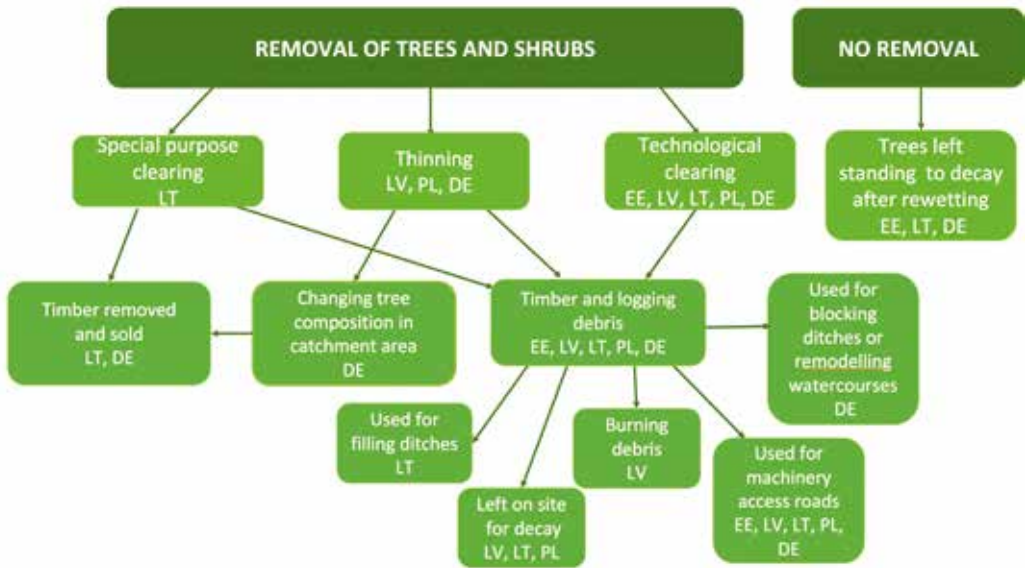 REMOVAL OF TREES AND SHRUBS
NO REMOVAL
Special purpose
clearing
LT
Thinning
LV, PL, DE
Technological
clearing
EE, LV, LT, PL, DE
Trees left
standing to decay
after rewetting
EE, LT, DE
Timber removed
and sold
LT, DE
Changing tree
composition in
catchment area
DE
Timber and logging
debris
EE, LV, LT, PL, DE
Used for
blocking
ditches or
remodelling
watercourses
DE
Used for
filling ditches
LT
Left on site
for decay
LV, LT, PL
Burning
debris
LV
Used for
machinery
access roads
EE, LV, LT, PL,
DE